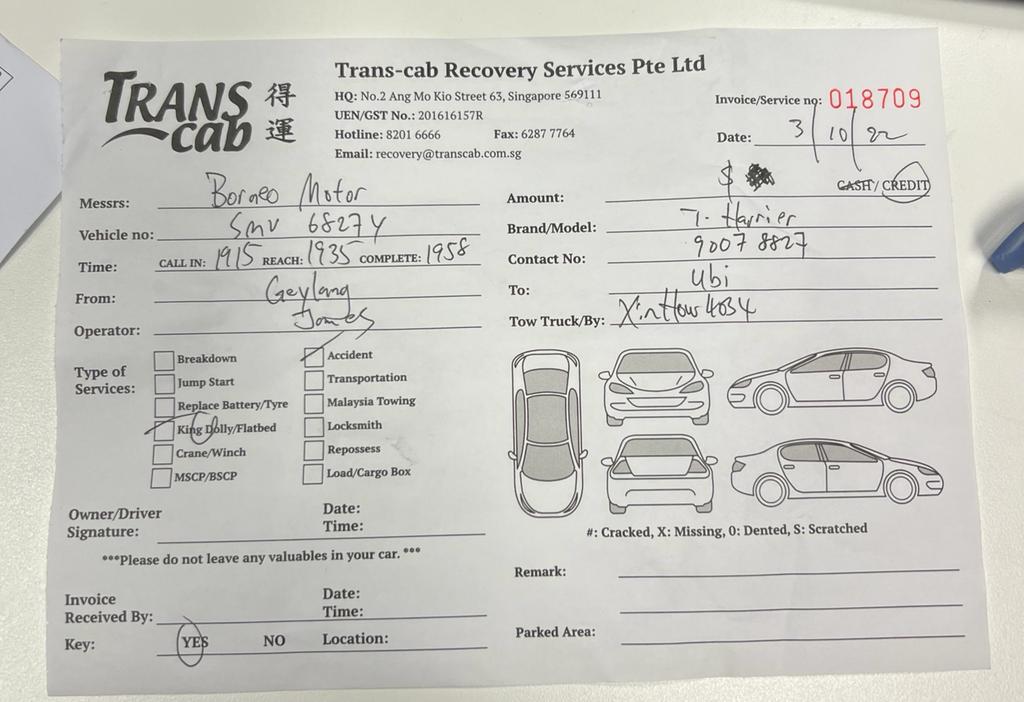 TRANS cab 得運
Trans-cab Recovery Services Pte Ltd
HQ: No.2 Ang Mo Kio Street 63, Singapore 569111
UEN/GST No.: 201616157R
Hotline: 8201 6666 Fax: 6287 7764
Email: recovery@transcab.com.sg
Invoice/Service no: 018709
Date: 3/10/22
Messrs: Borneo Motor
Amount: $ CASH / CREDIT
Vehicle no: SMV 6827Y
Brand/Model: T. Harrier
Time: CALL IN: 1915 REACH: 1935 COMPLETE: 1958
Contact No: 9007 8827
From: Geylang
To: Ubi
Operator: James
Tow Truck/By: 4034
Type of Services:
Breakdown
Jump Start
Replace Battery/Tyre
King Dolly/Flatbed
Crane/Winch
MSCP/BSCP
Accident
Transportation
Malaysia Towing
Locksmith
Repossess
Load/Cargo Box
#: Cracked, X: Missing, 0: Dented, S: Scratched
Owner/Driver Signature: Date:
Time:
***Please do not leave any valuables in your car. ***
Remark:
Invoice Received By: Date:
Time:
Key: YES NO Location:
Parked Area: